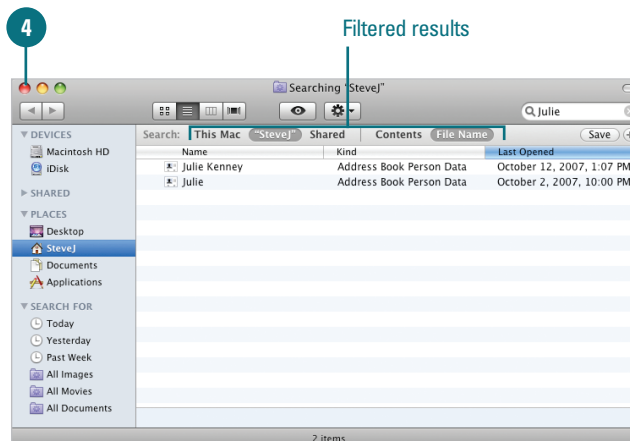 4
Filtered results
Searching "SteveJ"
Julie
DEVICES
Macintosh HD
iDisk
SHARED
PLACES
Desktop
SteveJ
Documents
Applications
SEARCH FOR
Today
Yesterday
Past Week
All Images
All Movies
All Documents
Search: This Mac "SteveJ" Shared Contents File Name Save
Name Kind Last Opened
Julie Kenney Address Book Person Data October 12, 2007, 1:07 PM
Julie Address Book Person Data October 2, 2007, 10:00 PM
2 items